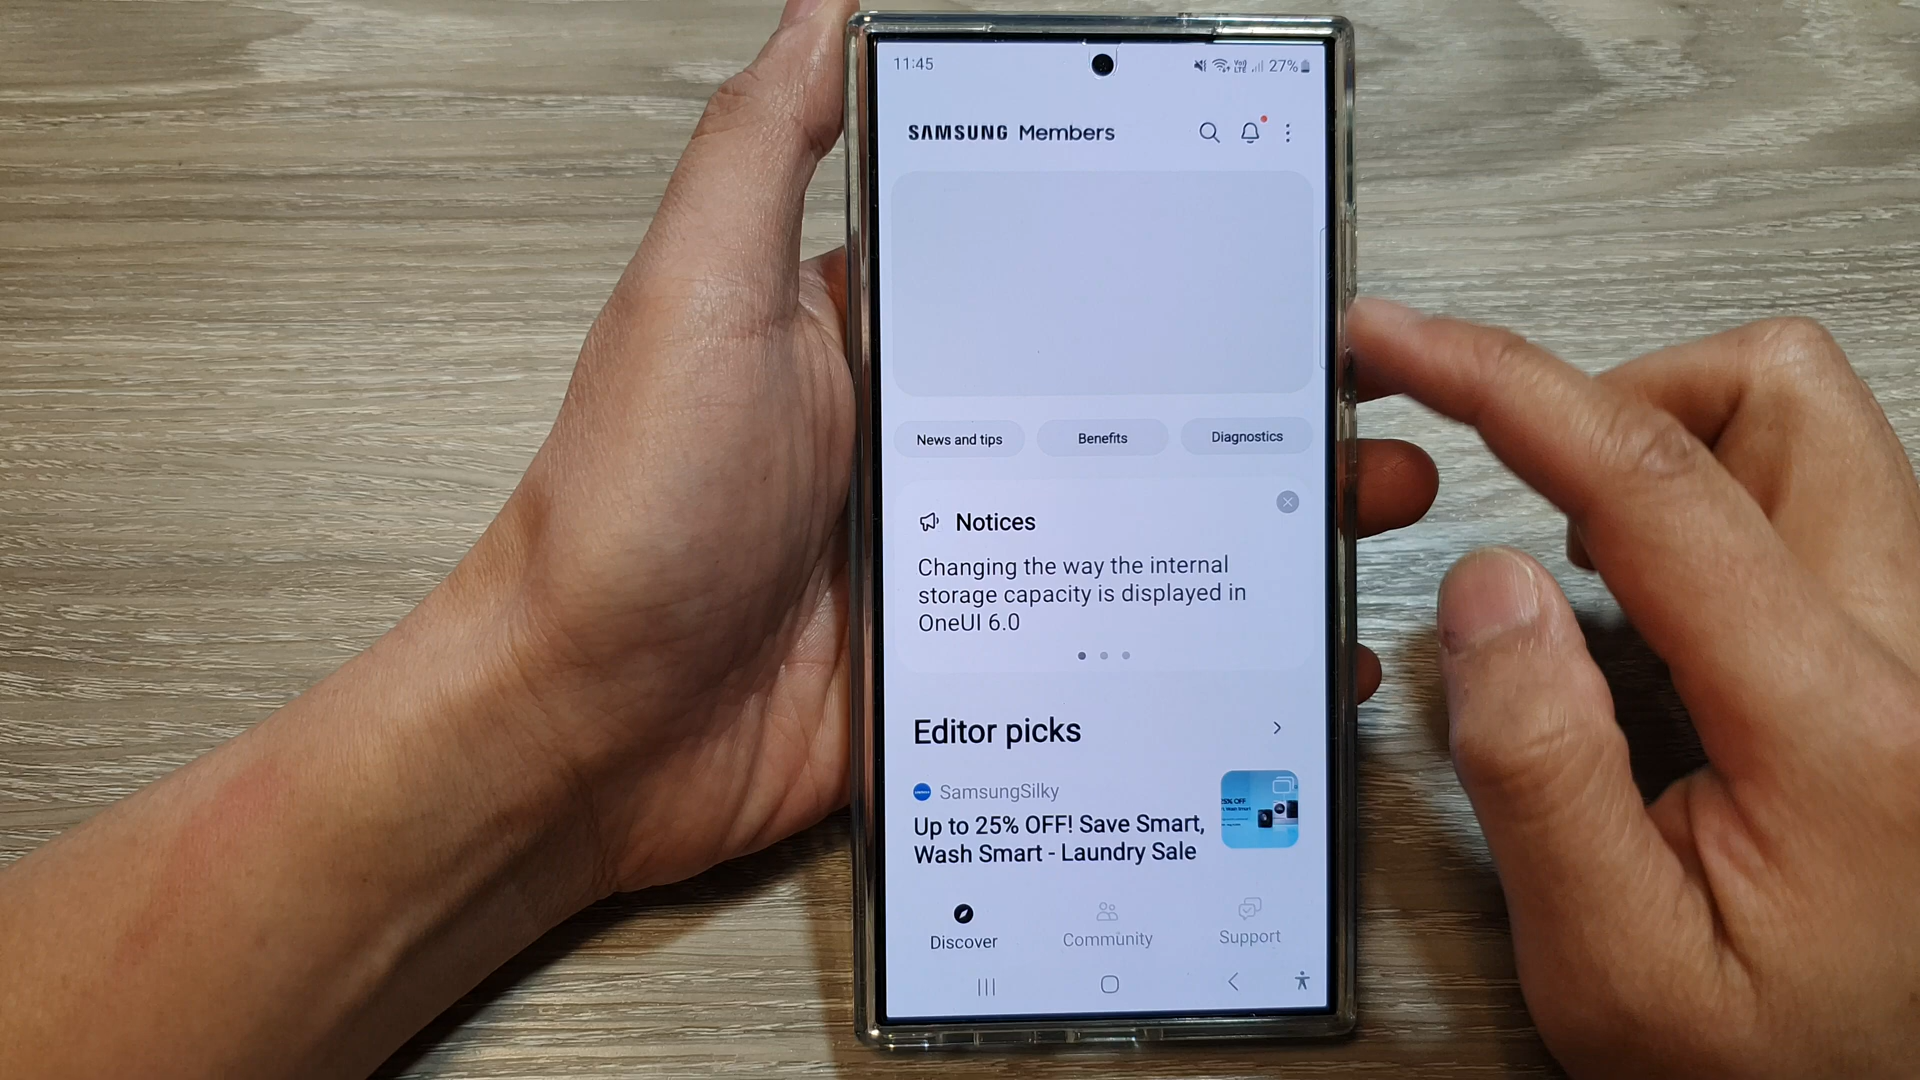 11:45 27%
SAMSUNG Members
News and tips Benefits Diagnostics
Notices
Changing the way the internal
storage capacity is displayed in
OneUI 6.0
Editor picks
SamsungSilky
Up to 25% OFF! Save Smart,
Wash Smart - Laundry Sale
25% OFF
Discover Community Support